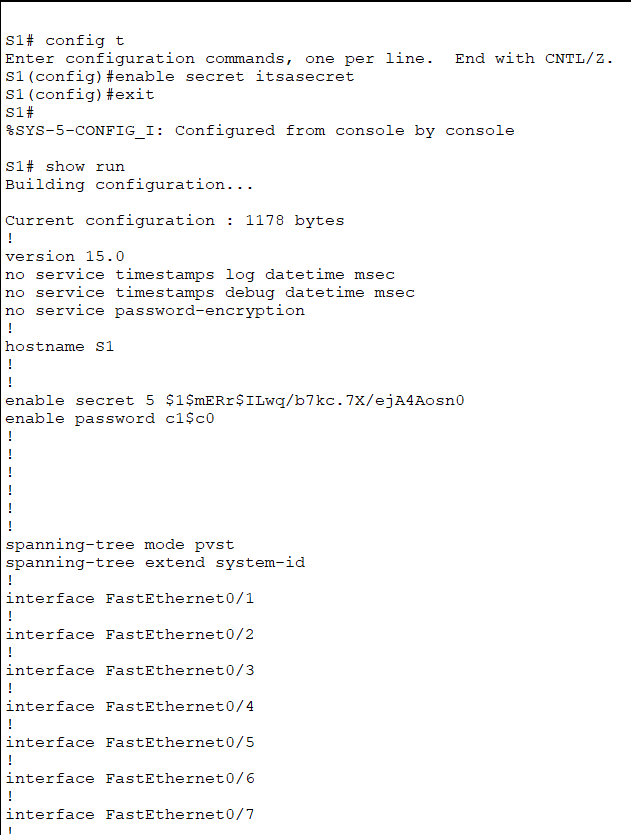 S1# config t
Enter configuration commands, one per line.  End with CNTL/Z.
S1(config)#enable secret itsasecret
S1(config)#exit
S1#
%SYS-5-CONFIG_I: Configured from console by console
S1# show run
Building configuration...
Current configuration : 1178 bytes
!
version 15.0
no service timestamps log datetime msec
no service timestamps debug datetime msec
no service password-encryption
!
hostname S1
!
!
enable secret 5 $1$mERr$ILwq/b7kc.7X/ejA4Aosn0
enable password c1$c0
!
!
!
!
!
!
spanning-tree mode pvst
spanning-tree extend system-id
!
interface FastEthernet0/1
!
interface FastEthernet0/2
!
interface FastEthernet0/3
!
interface FastEthernet0/4
!
interface FastEthernet0/5
!
interface FastEthernet0/6
!
interface FastEthernet0/7
!